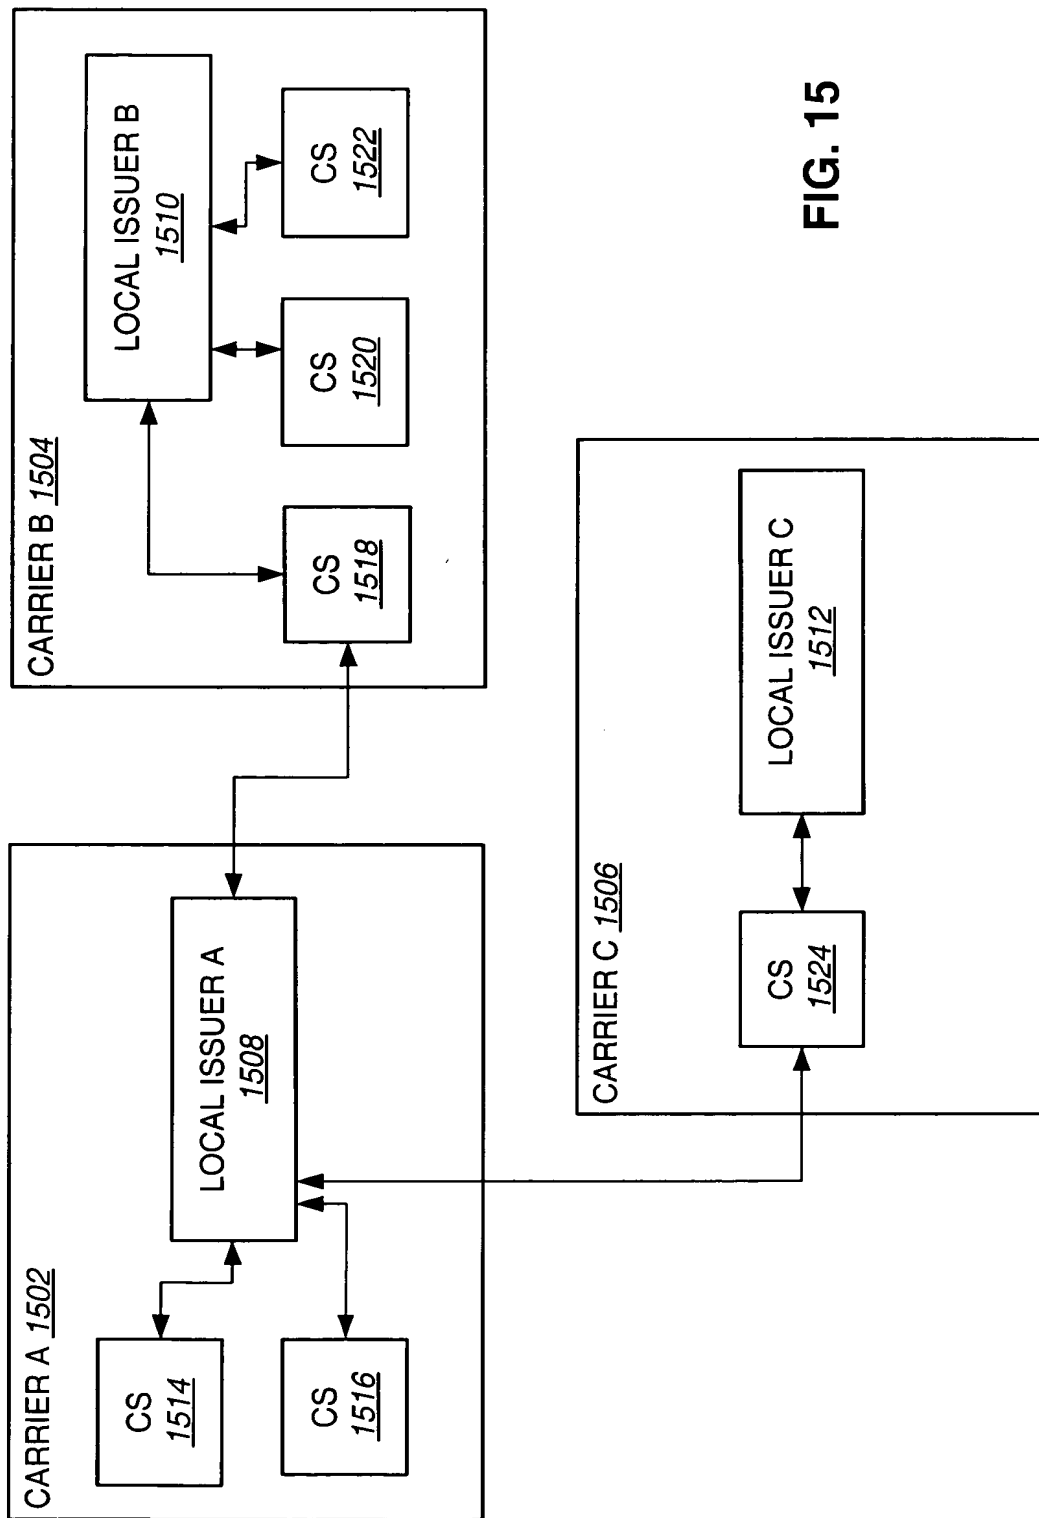 CARRIER A 1502
CS
1514
CS
1516
LOCAL ISSUER A
1508
CARRIER B 1504
LOCAL ISSUER B
1510
CS
1518
CS
1520
CS
1522
CARRIER C 1506
CS
1524
LOCAL ISSUER C
1512
FIG. 15